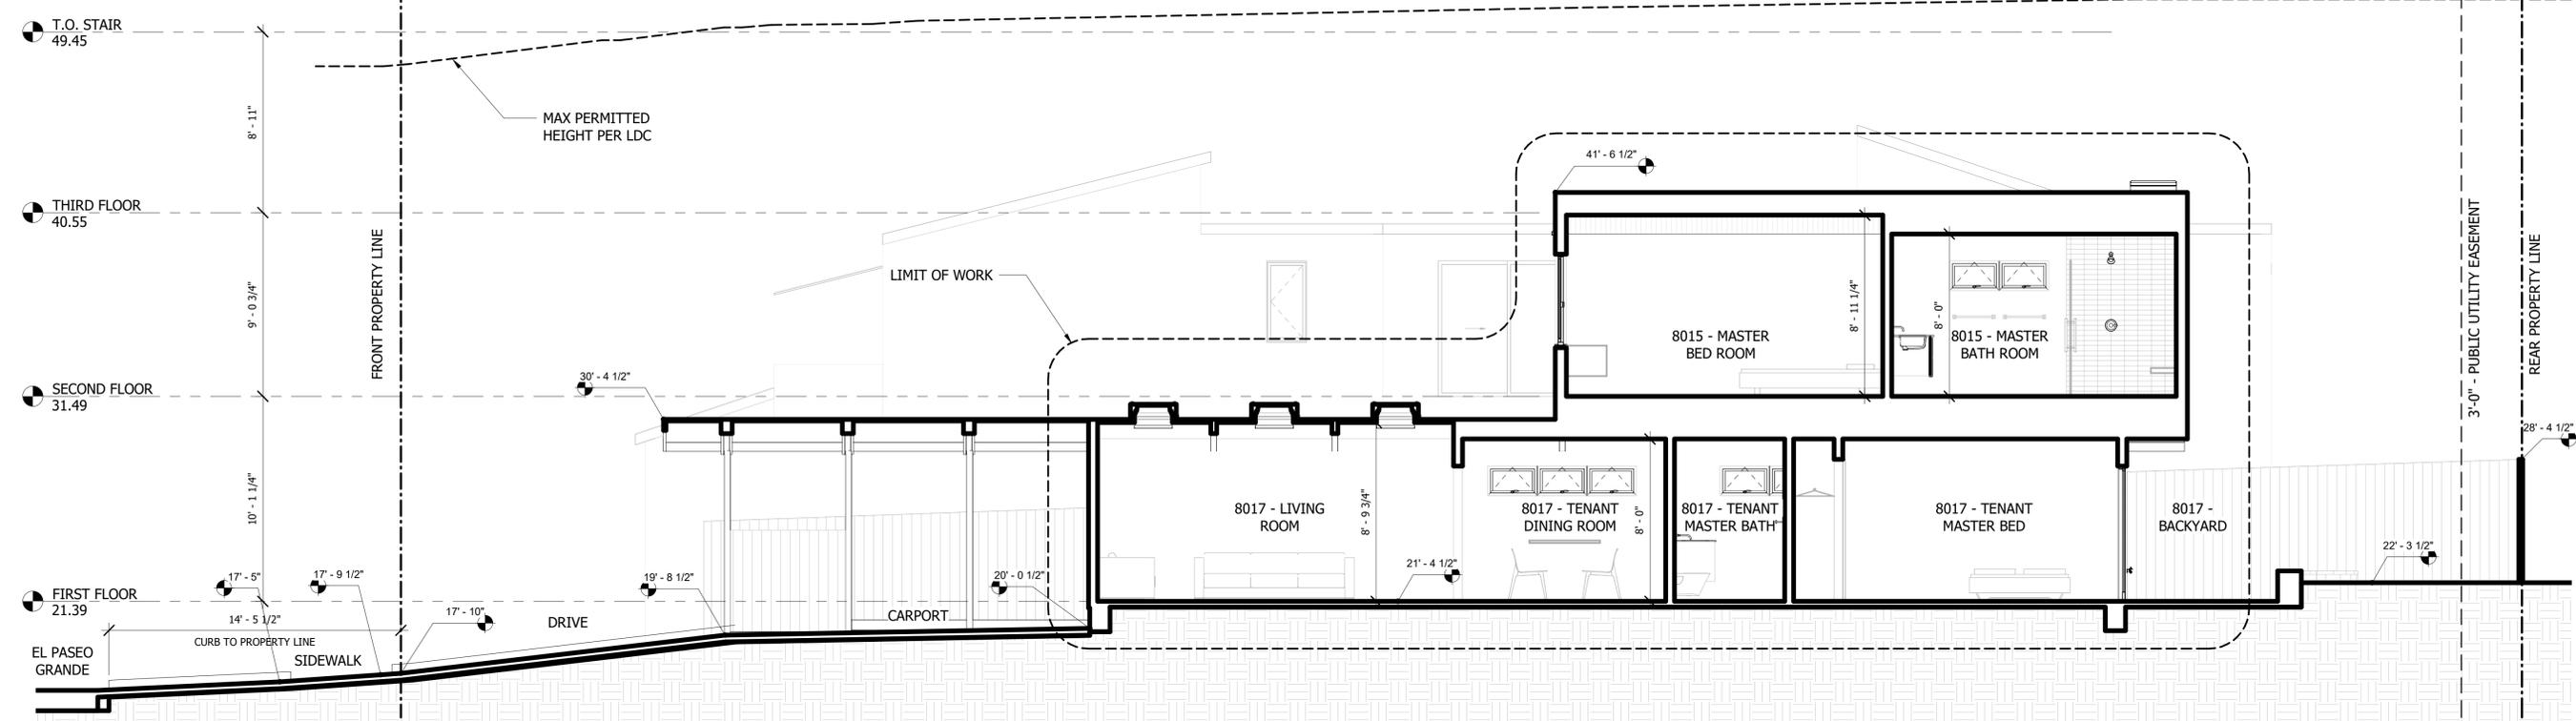 T.O. STAIR
49.45
8' - 11"
MAX PERMITTED
HEIGHT PER LDC
41' - 6 1/2"
THIRD FLOOR
40.55
9' - 0 3/4"
FRONT PROPERTY LINE
LIMIT OF WORK
8015 - MASTER
BED ROOM
8' - 11 1/4"
8' - 0"
8015 - MASTER
BATH ROOM
3'-0" - PUBLIC UTILITY EASEMENT
REAR PROPERTY LINE
SECOND FLOOR
31.49
30' - 4 1/2"
28' - 4 1/2"
10' - 1 1/4"
8017 - LIVING
ROOM
8' - 9 3/4"
8017 - TENANT
DINING ROOM
8' - 0"
8017 - TENANT
MASTER BATH
8017 - TENANT
MASTER BED
8017 -
BACKYARD
FIRST FLOOR
21.39
17' - 5"
17' - 9 1/2"
19' - 8 1/2"
20' - 0 1/2"
21' - 4 1/2"
22' - 3 1/2"
14' - 5 1/2"
CURB TO PROPERTY LINE
17' - 10"
DRIVE
CARPORT
EL PASEO
GRANDE
SIDEWALK